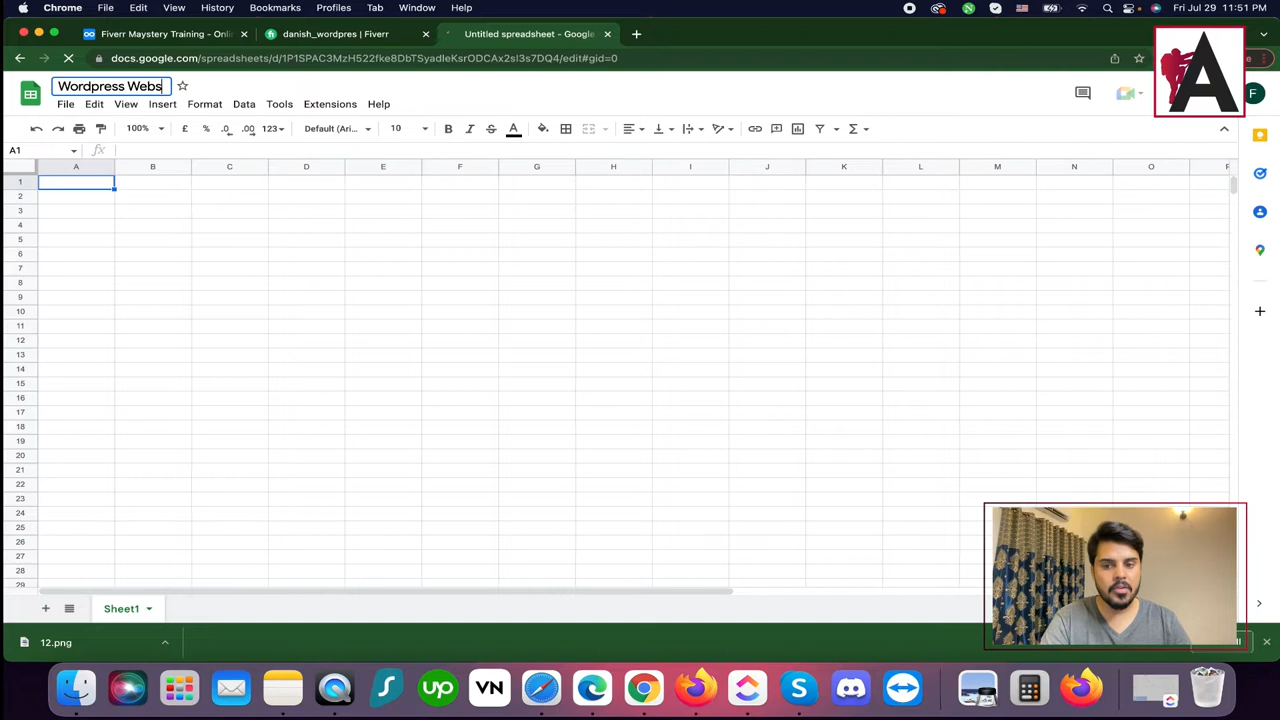 Chrome File Edit View History Bookmarks Profiles Tab Window Help Fri Jul 29 11:51 PM
Fiverr Maystery Training - Onli danish_wordpres | Fiverr Untitled spreadsheet - Google
docs.google.com/spreadsheets/d/1P1SPAC3MzH522fke8DbTSyadIeKsrODCAx2sI3s7DQ4/edit#gid=0
Wordpress Webs
File Edit View Insert Format Data Tools Extensions Help
100% £ % .0 .00 123 Default (Ari... 10 B I S A
A1 fx
A B C D E F G H I J K L M N O
1
2
3
4
5
6
7
8
9
10
11
12
13
14
15
16
17
18
19
20
21
22
23
24
25
26
27
28
29
Sheet1
12.png
up VN S
A
F